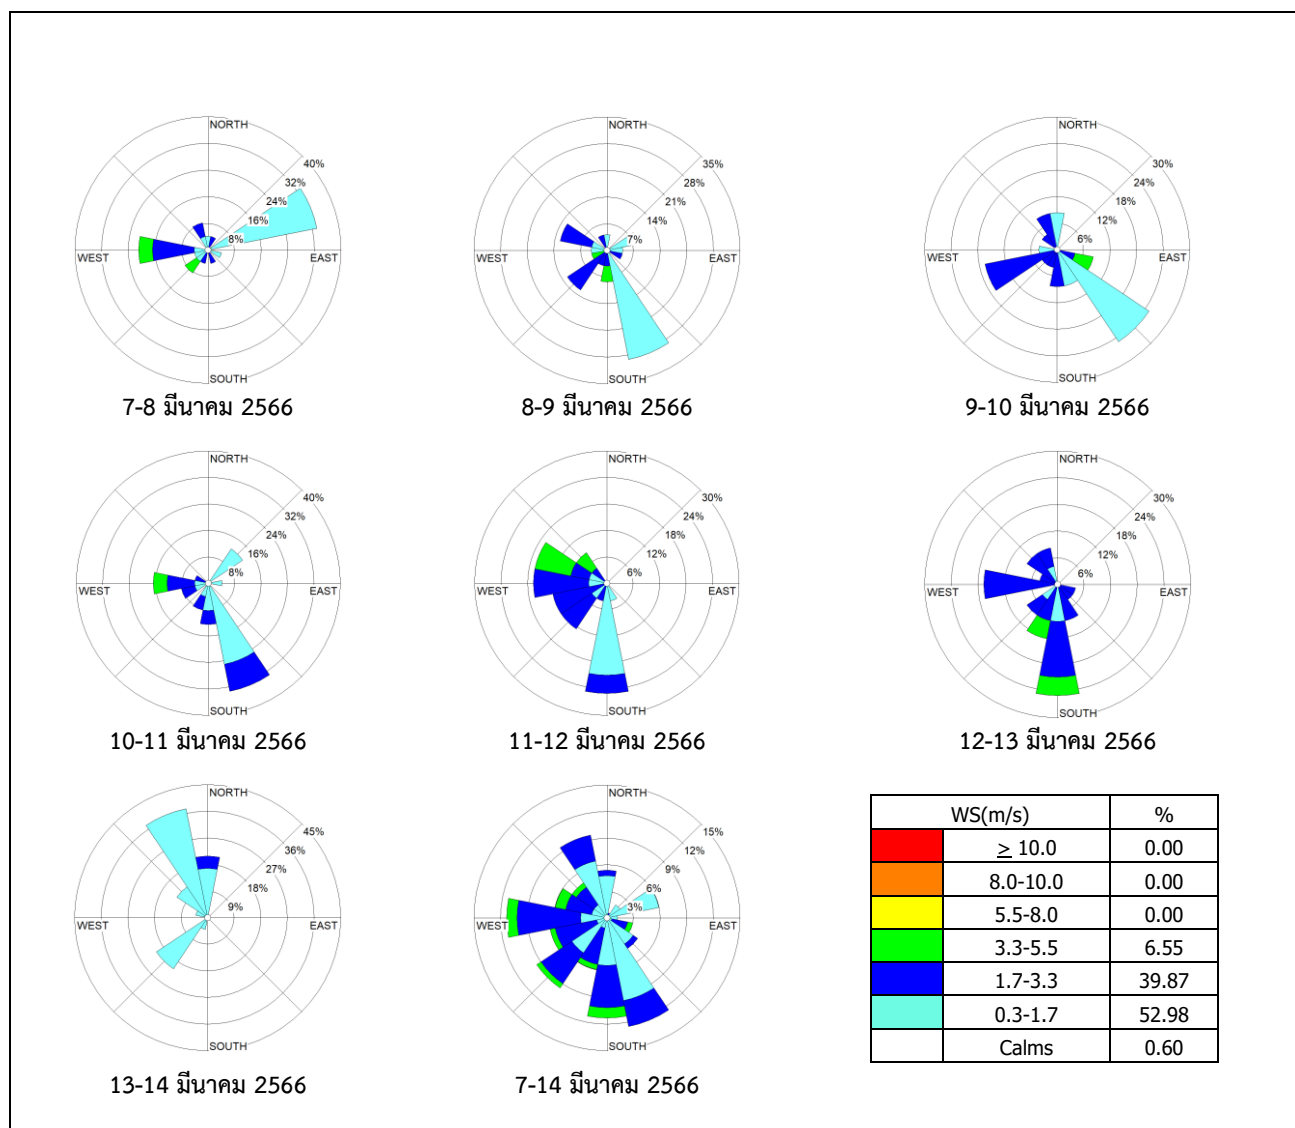 NORTH
40%
32%
24%
16%
8%
WEST
EAST
SOUTH
7-8 มีนาคม 2566
NORTH
35%
28%
21%
14%
7%
WEST
EAST
SOUTH
8-9 มีนาคม 2566
NORTH
30%
24%
18%
12%
6%
WEST
EAST
SOUTH
9-10 มีนาคม 2566
NORTH
40%
32%
24%
16%
8%
WEST
EAST
SOUTH
10-11 มีนาคม 2566
NORTH
30%
24%
18%
12%
6%
WEST
EAST
SOUTH
11-12 มีนาคม 2566
NORTH
30%
24%
18%
12%
6%
WEST
EAST
SOUTH
12-13 มีนาคม 2566
NORTH
45%
36%
27%
18%
9%
WEST
EAST
SOUTH
13-14 มีนาคม 2566
NORTH
15%
12%
9%
6%
3%
WEST
EAST
SOUTH
7-14 มีนาคม 2566
WS(m/s) %
≥ 10.0 0.00
8.0-10.0 0.00
5.5-8.0 0.00
3.3-5.5 6.55
1.7-3.3 39.87
0.3-1.7 52.98
Calms 0.60